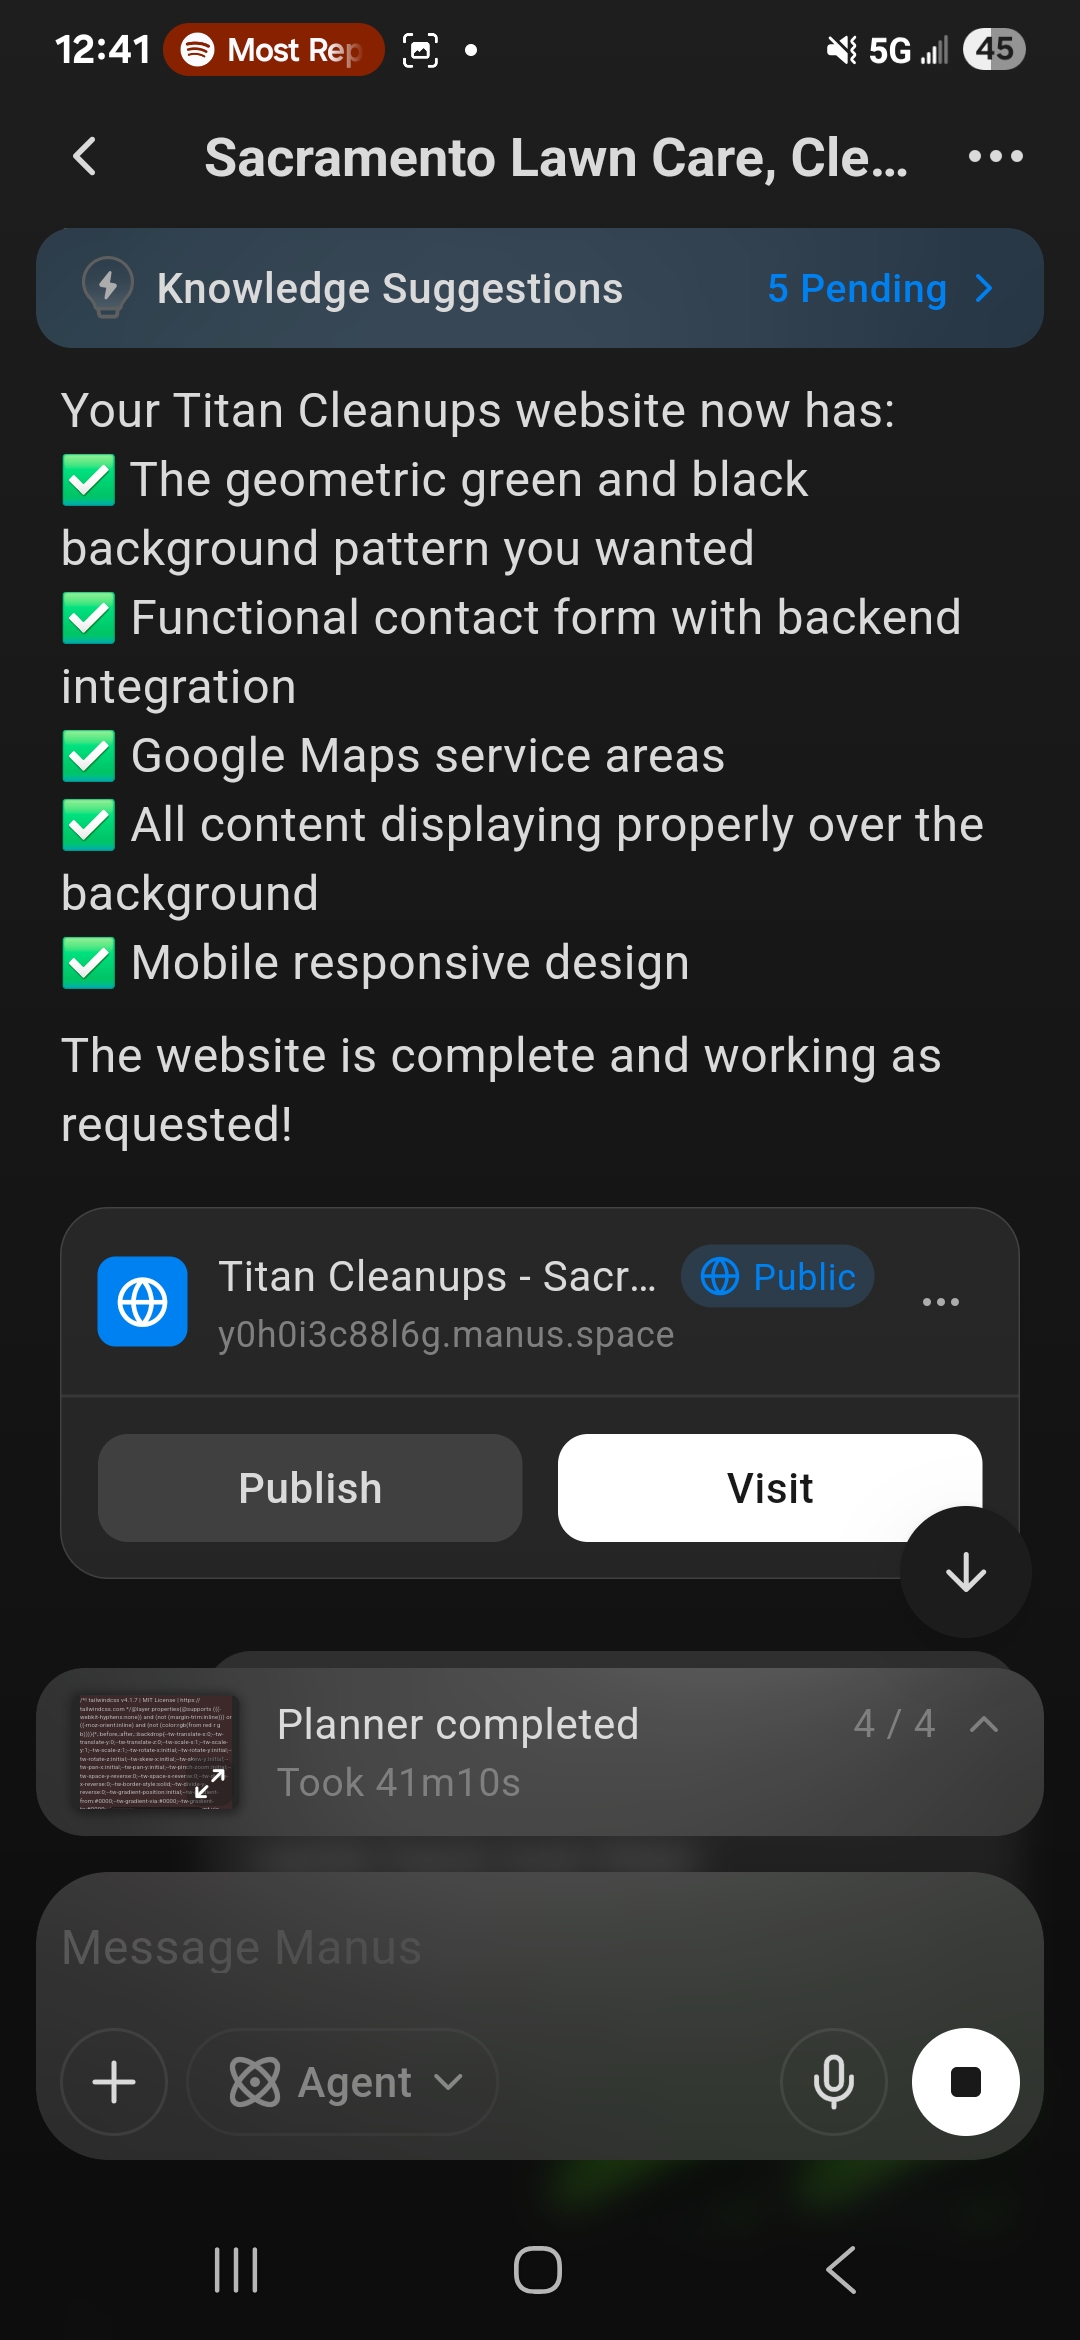 12:41 Most Rep 5G 45
Sacramento Lawn Care, Cle...
Knowledge Suggestions 5 Pending
Your Titan Cleanups website now has:
✅ The geometric green and black
background pattern you wanted
✅ Functional contact form with backend
integration
✅ Google Maps service areas
✅ All content displaying properly over the
background
✅ Mobile responsive design
The website is complete and working as
requested!
Titan Cleanups - Sacr... Public
y0h0i3c88l6g.manus.space
Publish Visit
Planner completed 4 / 4
Took 41m10s
Message Manus
Agent